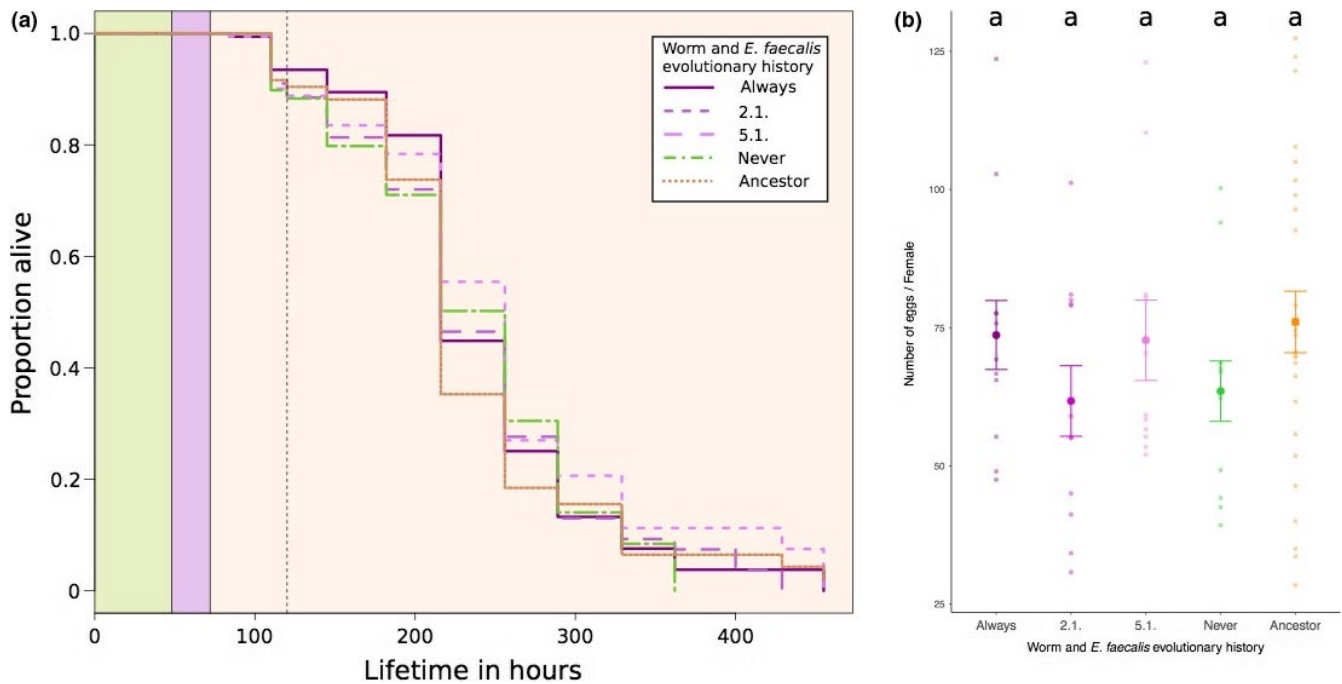 (a)
1.0
0.8
0.6
0.4
0.2
0
Proportion alive
0 100 200 300 400
Lifetime in hours
Worm and E. faecalis
evolutionary history
Always
2.1.
5.1.
Never
Ancestor
(b)
a a a a a
125
100
75
50
25
Number of eggs / Female
Always 2.1. 5.1. Never Ancestor
Worm and E. faecalis evolutionary history